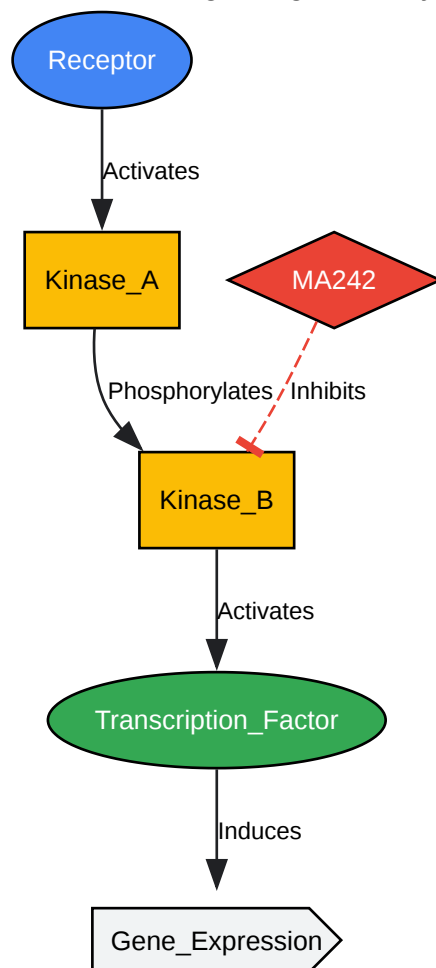 Receptor
Activates
Kinase_A
MA242
Phosphorylates
Inhibits
Kinase_B
Activates
Transcription_Factor
Induces
Gene_Expression